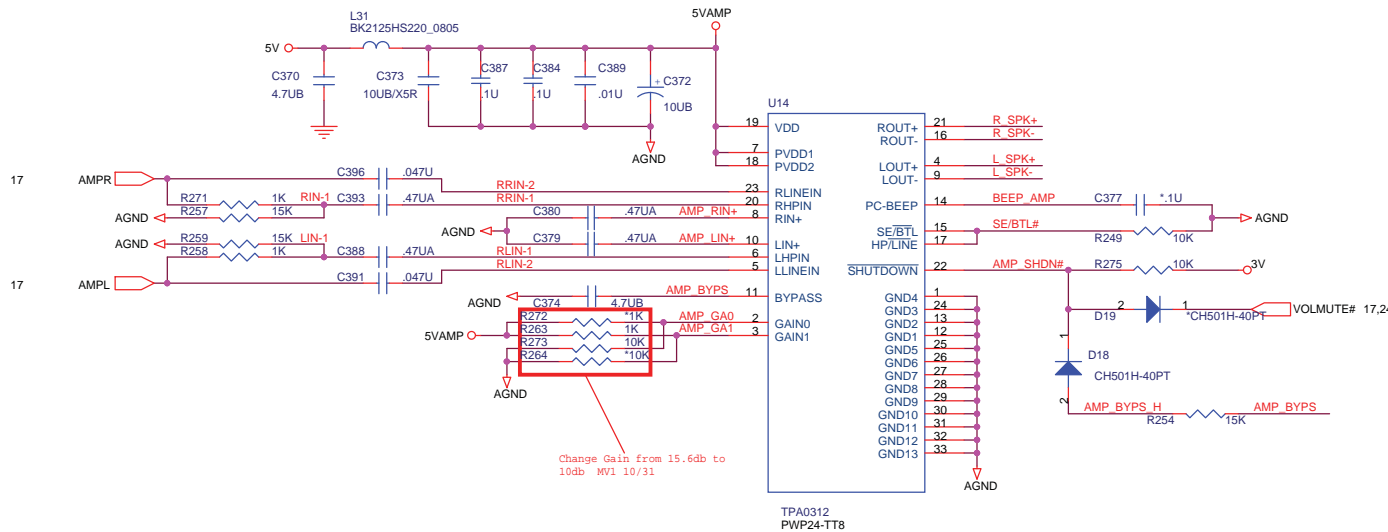 L31
BK2125HS220_0805
5VAMP
5V
C370
4.7UB
C373
10UB/X5R
C387
.1U
C384
.1U
C389
.01U
+
C372
10UB
AGND
U14
19 VDD
7 PVDD1
18 PVDD2
23 RLINEIN
20 RHPIN
8 RIN+
10 LIN+
6 LHPIN
5 LLINEIN
11 BYPASS
2 GAIN0
3 GAIN1
ROUT+ 21 R_SPK+
ROUT- 16 R_SPK-
LOUT+ 4 L_SPK+
LOUT- 9 L_SPK-
PC-BEEP 14 BEEP_AMP C377 *.1U
AGND
SE/BTL 15 SE/BTL#
HP/LINE 17
R249 10K
SHUTDOWN 22 AMP_SHDN# R275 10K 3V
GND4 1
GND3 24
GND2 13
GND1 12
GND5 25
GND6 26
GND7 27
GND8 28
GND9 29
GND10 30
GND11 31
GND12 32
GND13 33
AGND
2 1
D19 *CH501H-40PT
VOLMUTE# 17,24
1
D18
CH501H-40PT
2
AMP_BYPS_H AMP_BYPS
R254 15K
17 AMPR C396 .047U RRIN-2
R271 1K RIN-1 C393 .47UA RRIN-1
AGND R257 15K
C380 .47UA AMP_RIN+
AGND
AGND R259 15K LIN-1
C379 .47UA AMP_LIN+
R258 1K C388 .47UA RLIN-1
RLIN-2
17 AMPL C391 .047U
AGND C374 4.7UB AMP_BYPS
R272 *1K AMP_GA0
5VAMP R263 1K AMP_GA1
R273 10K
R264 *10K
AGND
Change Gain from 15.6db to
10db MV1 10/31
TPA0312
PWP24-TT8